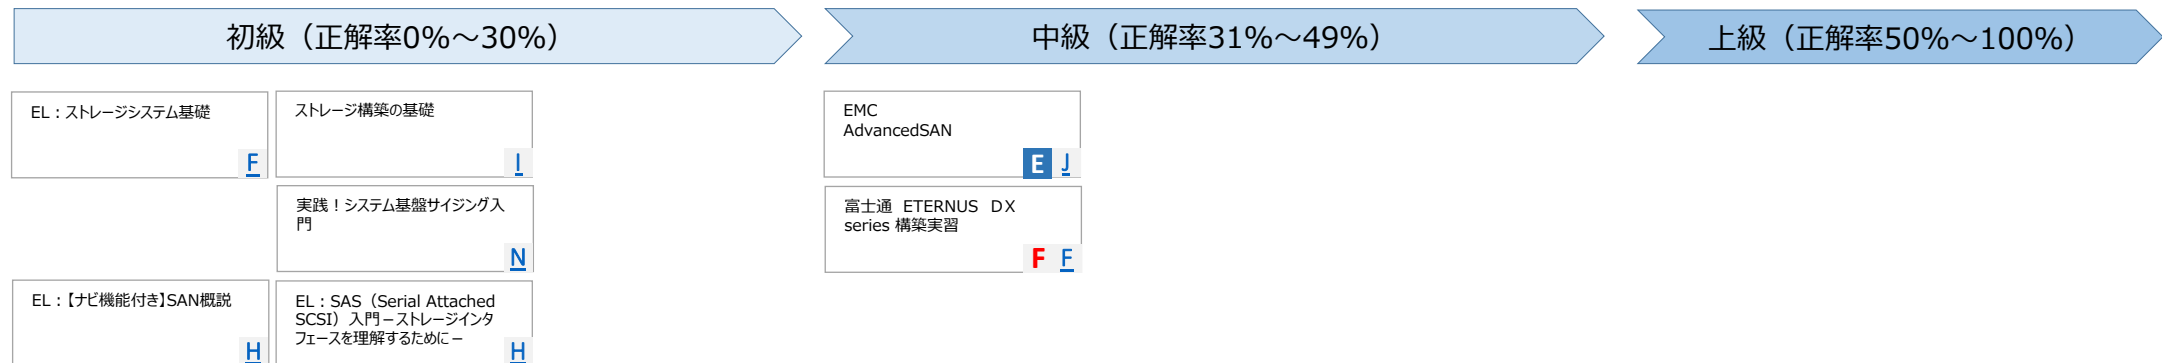 初級（正解率0%～30%）
中級（正解率31%～49%）
上級（正解率50%～100%）
EL：ストレージシステム基礎
F
ストレージ構築の基礎
I
EMC
AdvancedSAN
E J
実践！システム基盤サイジング入
門
N
富士通 ETERNUS DX
series 構築実習
F F
EL：【ナビ機能付き】SAN概説
H
EL：SAS（Serial Attached
SCSI）入門－ストレージインタ
フェースを理解するために－
H